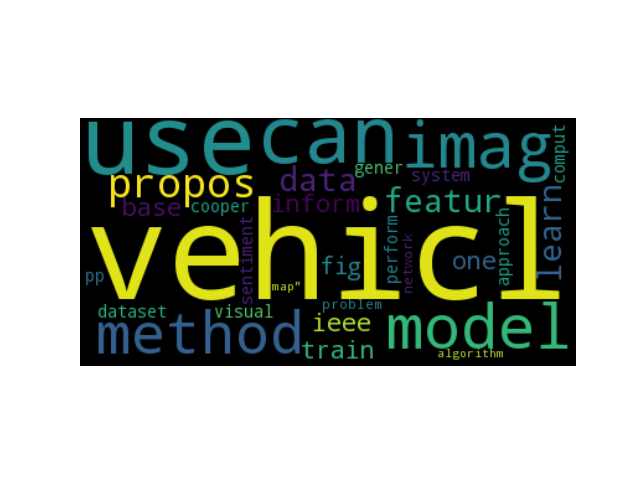 use can imag
comput
gener
system
propos
data
learn
base
cooper
inform
featur
vehicl
sentiment
perform
approach
network
fig
one
pp
map"
problem
dataset
visual
method
ieee
model
train
algorithm